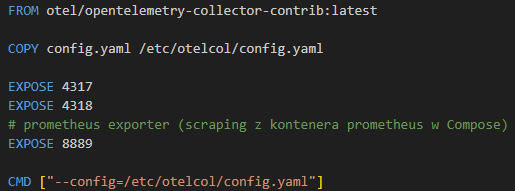 FROM otel/opentelemetry-collector-contrib:latest
COPY config.yaml /etc/otelcol/config.yaml
EXPOSE 4317
EXPOSE 4318
# prometheus exporter (scraping z kontenera prometheus w Compose)
EXPOSE 8889
CMD ["--config=/etc/otelcol/config.yaml"]